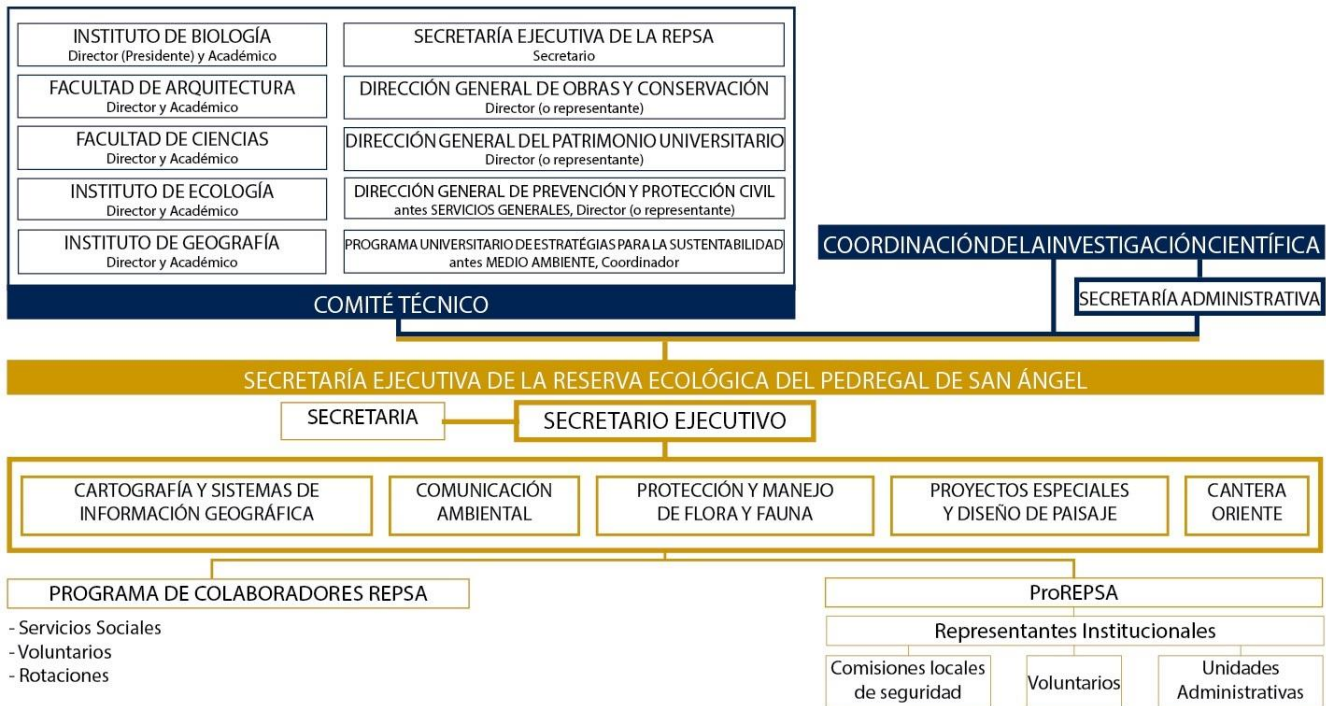 INSTITUTO DE BIOLOGÍA
Director (Presidente) y Académico
SECRETARÍA EJECUTIVA DE LA REPSA
Secretario
FACULTAD DE ARQUITECTURA
Director y Académico
DIRECCIÓN GENERAL DE OBRAS Y CONSERVACIÓN
Director (o representante)
FACULTAD DE CIENCIAS
Director y Académico
DIRECCIÓN GENERAL DEL PATRIMONIO UNIVERSITARIO
Director (o representante)
INSTITUTO DE ECOLOGÍA
Director y Académico
DIRECCIÓN GENERAL DE PREVENCIÓN Y PROTECCIÓN CIVIL
antes SERVICIOS GENERALES, Director (o representante)
INSTITUTO DE GEOGRAFÍA
Director y Académico
PROGRAMA UNIVERSITARIO DE ESTRATÉGIAS PARA LA SUSTENTABILIDAD
antes MEDIO AMBIENTE, Coordinador
COMITÉ TÉCNICO
COORDINACIÓN DE LA INVESTIGACIÓN CIENTÍFICA
SECRETARÍA ADMINISTRATIVA
SECRETARÍA EJECUTIVA DE LA RESERVA ECOLÓGICA DEL PEDREGAL DE SAN ÁNGEL
SECRETARIA
SECRETARIO EJECUTIVO
CARTOGRAFÍA Y SISTEMAS DE
INFORMACIÓN GEOGRÁFICA
COMUNICACIÓN
AMBIENTAL
PROTECCIÓN Y MANEJO
DE FLORA Y FAUNA
PROYECTOS ESPECIALES
Y DISEÑO DE PAISAJE
CANTERA
ORIENTE
PROGRAMA DE COLABORADORES REPSA
- Servicios Sociales
- Voluntarios
- Rotaciones
ProREPSA
Representantes Institucionales
Comisiones locales
de seguridad
Voluntarios
Unidades
Administrativas